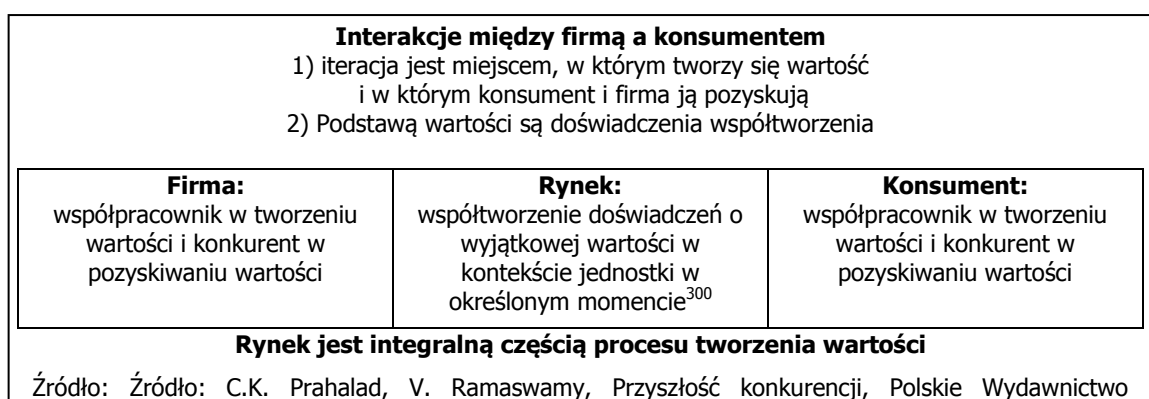 Interakcje między firmą a konsumentem
1) iteracja jest miejscem, w którym tworzy się wartość
i w którym konsument i firma ją pozyskują
2) Podstawą wartości są doświadczenia współtworzenia
Firma:
współpracownik w tworzeniu
wartości i konkurent w
pozyskiwaniu wartości
Rynek:
współtworzenie doświadczeń o
wyjątkowej wartości w
kontekście jednostki w
określonym momencie300
Konsument:
współpracownik w tworzeniu
wartości i konkurent w
pozyskiwaniu wartości
Rynek jest integralną częścią procesu tworzenia wartości
Źródło: Źródło: C.K. Prahalad, V. Ramaswamy, Przyszłość konkurencji, Polskie Wydawnictwo